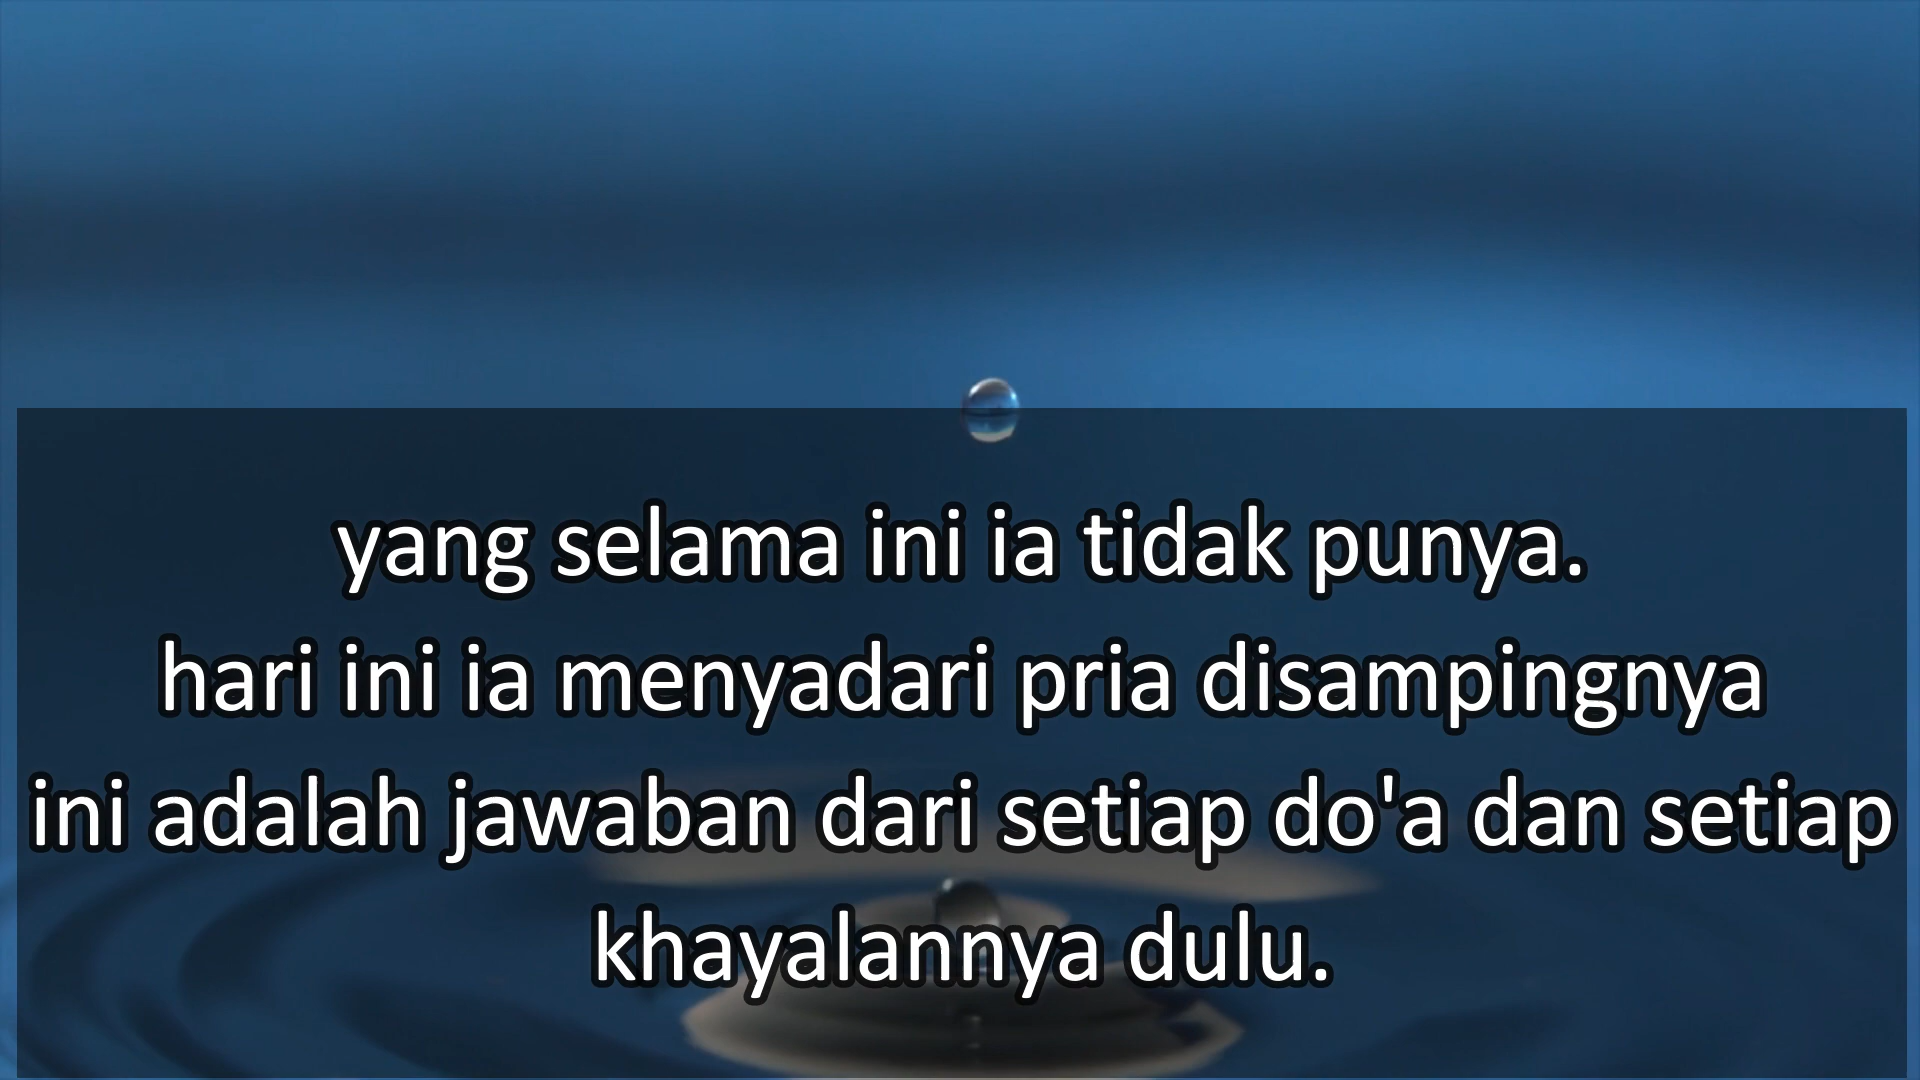 yang selama ini ia tidak punya.
hari ini ia menyadari pria disampingnya
ini adalah jawaban dari setiap do'a dan setiap
khayalannya dulu.